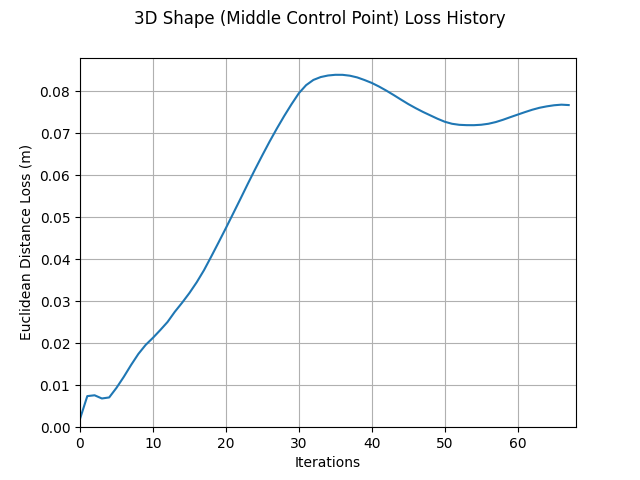 3D Shape (Middle Control Point) Loss History
0.08
0.07
0.06
0.05
0.04
0.03
0.02
0.01
0.00
Euclidean Distance Loss (m)
0 10 20 30 40 50 60
Iterations